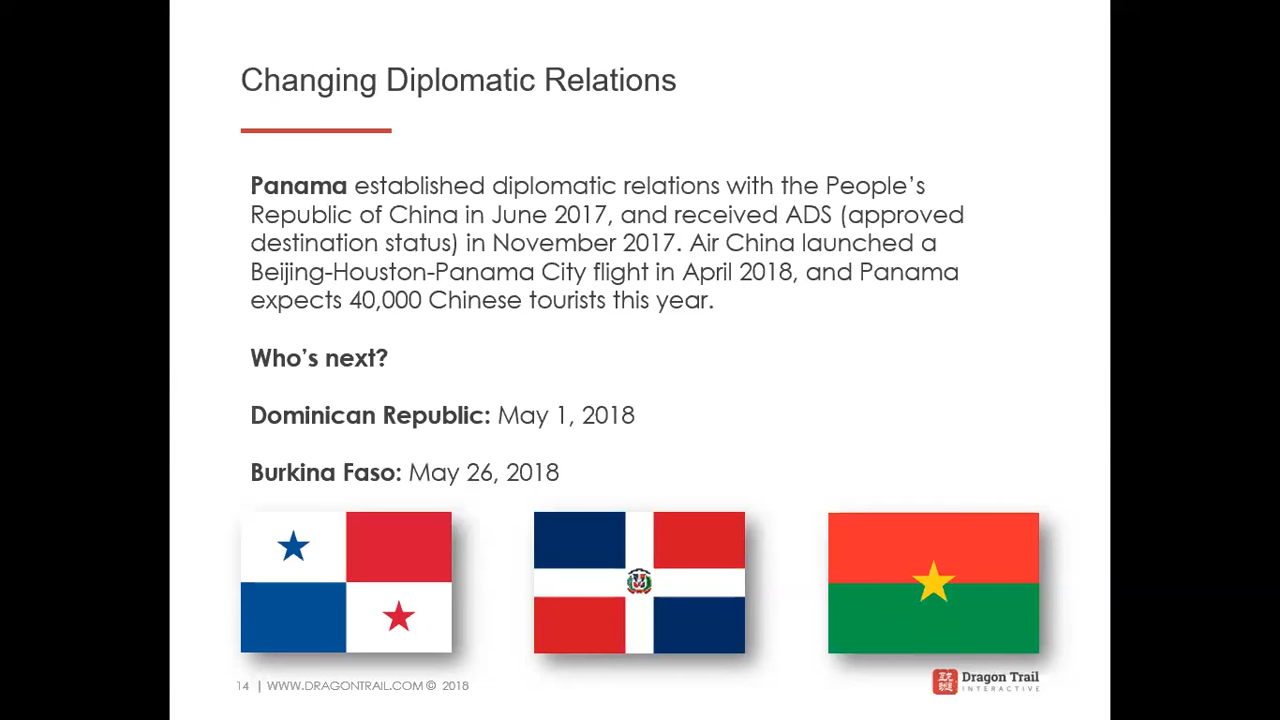 Changing Diplomatic Relations
Panama established diplomatic relations with the People’s
Republic of China in June 2017, and received ADS (approved
destination status) in November 2017. Air China launched a
Beijing-Houston-Panama City flight in April 2018, and Panama
expects 40,000 Chinese tourists this year.
Who’s next?
Dominican Republic: May 1, 2018
Burkina Faso: May 26, 2018
14 | WWW.DRAGONTRAIL.COM © 2018
Dragon Trail
INTERACTIVE